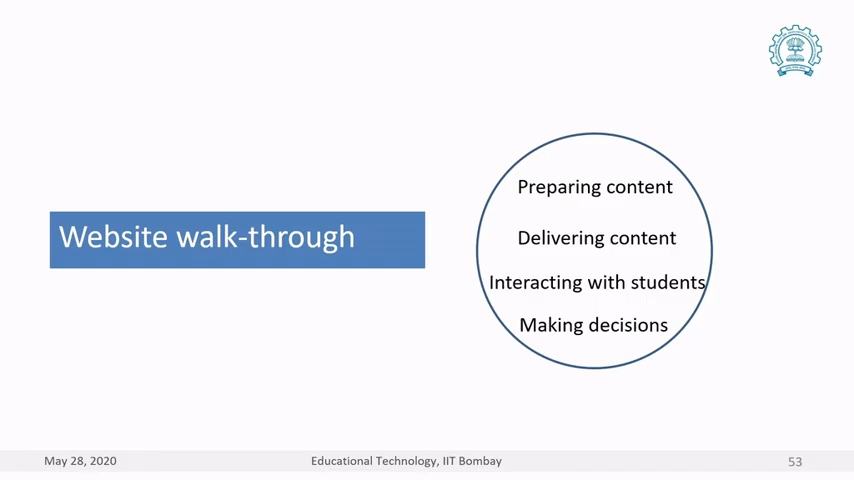 Website walk-through
Preparing content
Delivering content
Interacting with students
Making decisions
May 28, 2020
Educational Technology, IIT Bombay
53